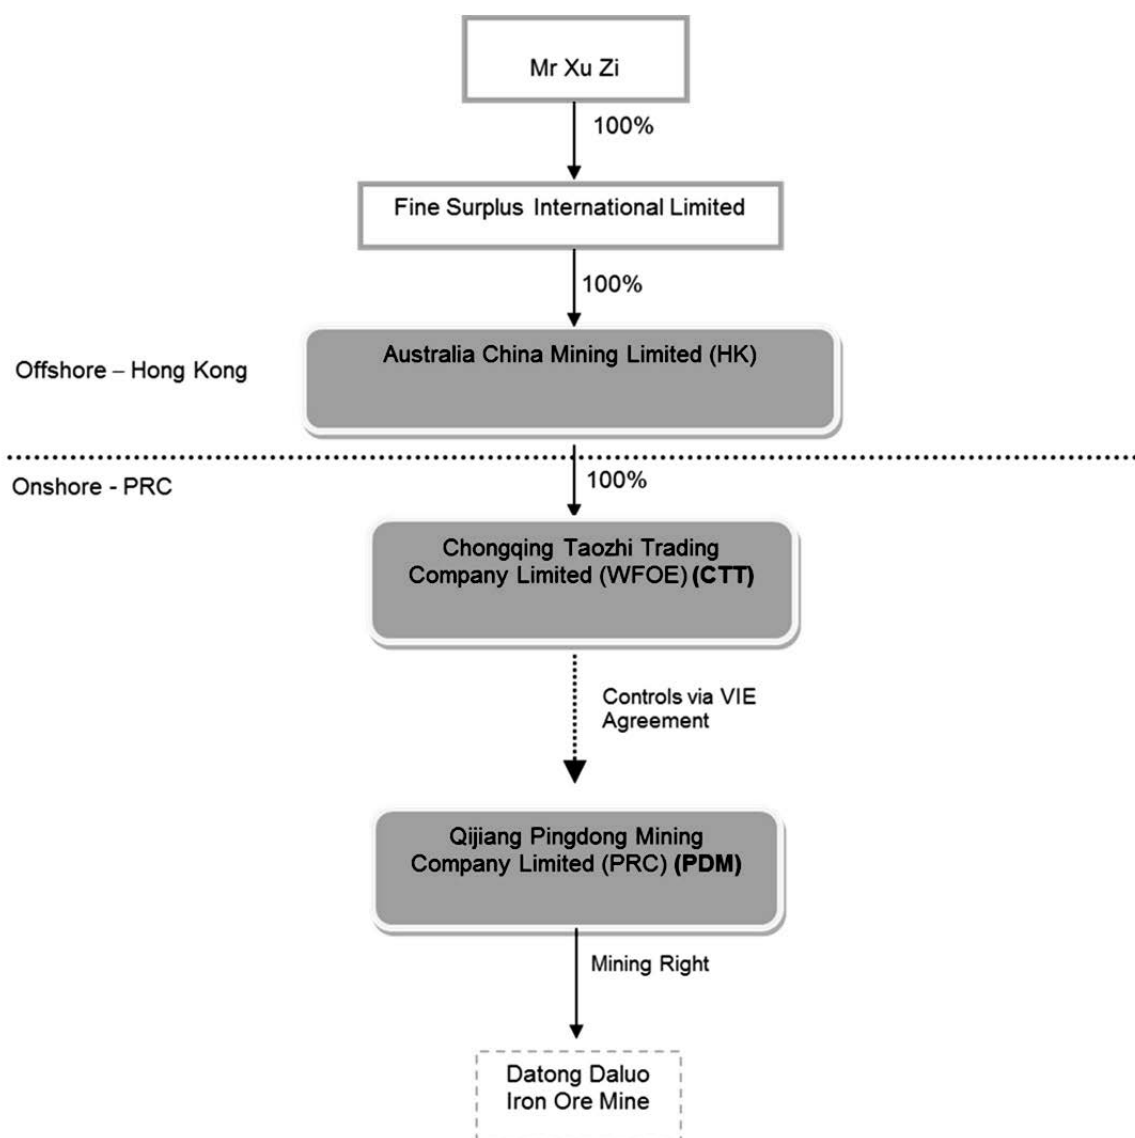 Mr Xu Zi
100%
Fine Surplus International Limited
100%
Australia China Mining Limited (HK)
Offshore – Hong Kong
100%
Onshore - PRC
Chongqing Taozhi Trading
Company Limited (WFOE) (CTT)
Controls via VIE
Agreement
Qijiang Pingdong Mining
Company Limited (PRC) (PDM)
Mining Right
Datong Daluo
Iron Ore Mine